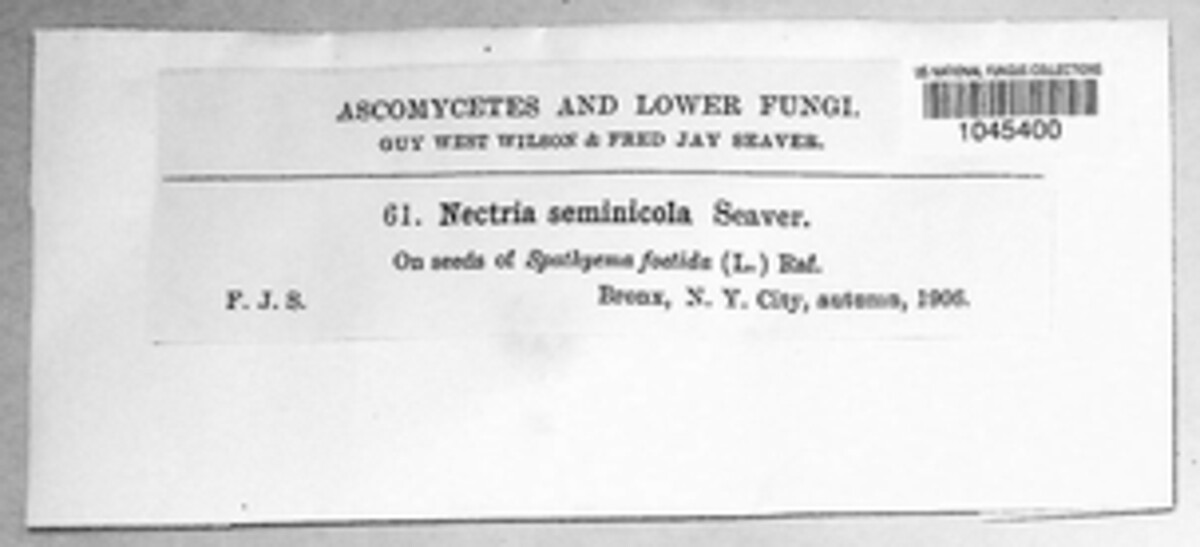 US NATIONAL FUNGUS COLLECTIONS
1045400
ASCOMYCETES AND LOWER FUNGI.
GUY WEST WILSON & FRED JAY SEAVER.
61. Nectria seminicola Seaver.
On seeds of Spathyema foetida (L.) Raf.
F. J. S. Bronx, N. Y. City, autumn, 1906.